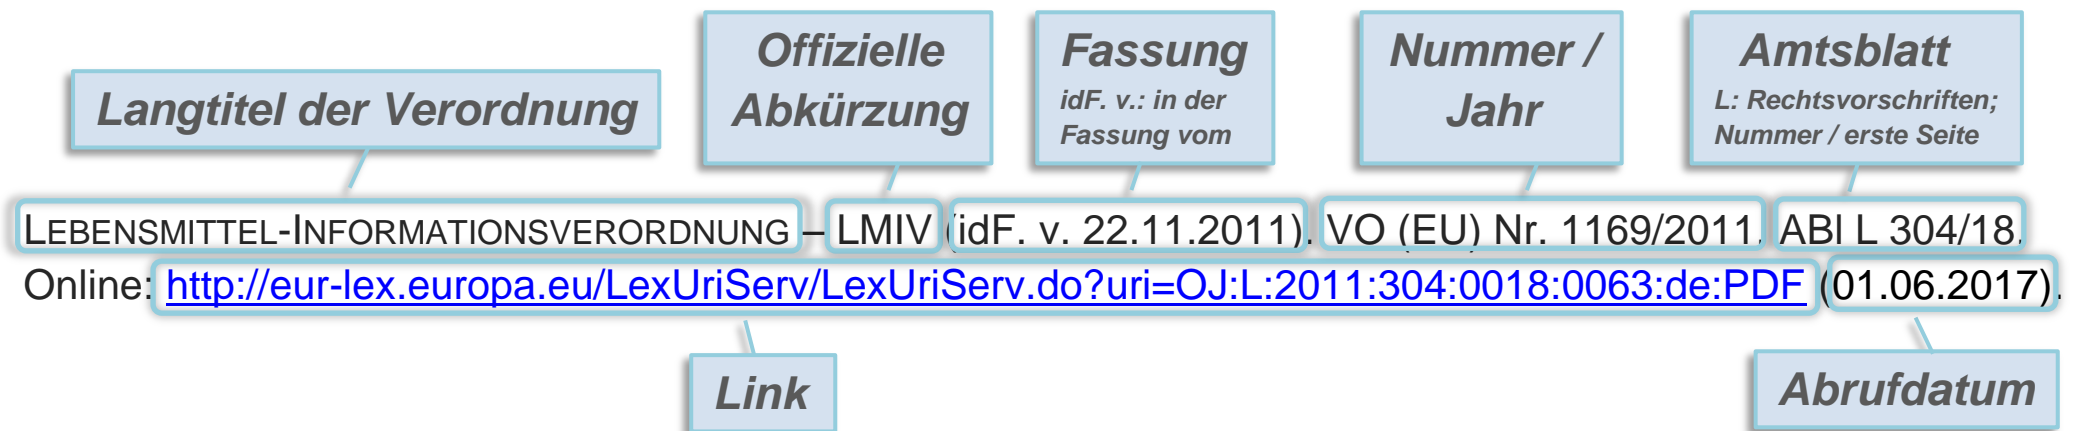 Langtitel der Verordnung
Offizielle
Abkürzung
Fassung
idF. v.: in der
Fassung vom
Nummer /
Jahr
Amtsblatt
L: Rechtsvorschriften;
Nummer / erste Seite
LEBENSMITTEL-INFORMATIONSVERORDNUNG – LMIV (idF. v. 22.11.2011). VO (EU) Nr. 1169/2011. ABl L 304/18.
Online: http://eur-lex.europa.eu/LexUriServ/LexUriServ.do?uri=OJ:L:2011:304:0018:0063:de:PDF (01.06.2017).
Link
Abrufdatum